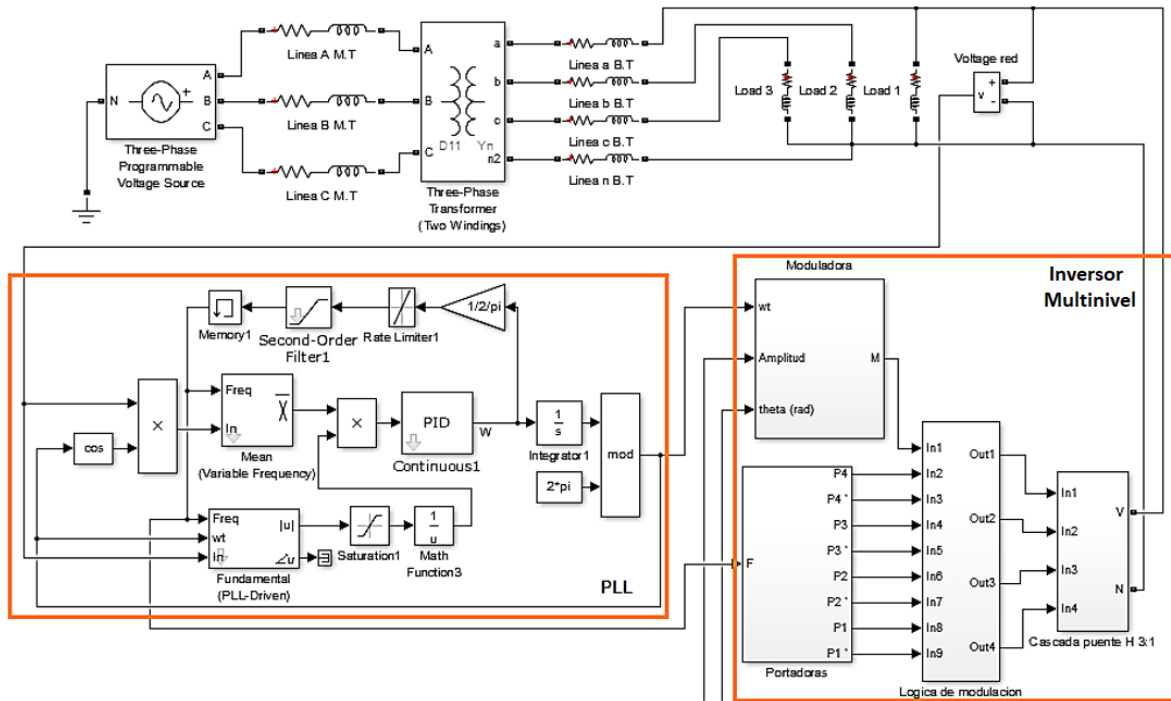 Linea A M.T
Linea B M.T
Linea C M.T
N
A
B
C
+
Three-Phase
Programmable
Voltage Source
A
B
C
a
b
c
n2
D11
Yn
Three-Phase
Transformer
(Two Windings)
Linea a B.T
Linea b B.T
Linea c B.T
Linea n B.T
Load 3
Load 2
Load 1
Voltage red
v
+
-
Memory1
Second-Order
Filter1
Rate Limiter1
1/2/pi
Freq
In
Mean
(Variable Frequency)
cos
×
×
PID
Continuous1
W
1
s
Integrator1
2*pi
mod
Freq
wt
In
|u|
∠u
Fundamental
(PLL-Driven)
Saturation1
1
u
Math
Function3
PLL
Inversor
Multinivel
Moduladora
wt
Amplitud
theta (rad)
M
F
P4
P4 '
P3
P3 '
P2
P2 '
P1
P1 '
Portadoras
In1
In2
In3
In4
In5
In6
In7
In8
In9
Out1
Out2
Out3
Out4
Logica de modulacion
In1
In2
In3
In4
V
N
Cascada puente H 3:1